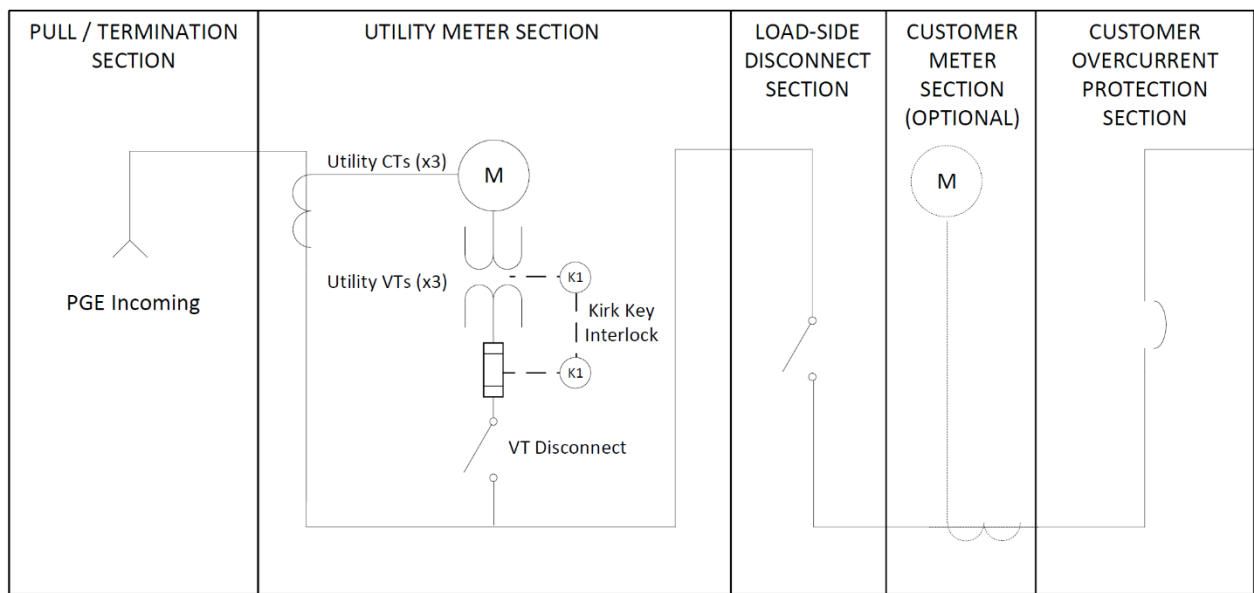 PULL / TERMINATION
SECTION
UTILITY METER SECTION
LOAD-SIDE
DISCONNECT
SECTION
CUSTOMER
METER
SECTION
(OPTIONAL)
CUSTOMER
OVERCURRENT
PROTECTION
SECTION
PGE Incoming
Utility CTs (x3)
M
Utility VTs (x3)
K1
Kirk Key
Interlock
K1
VT Disconnect
M